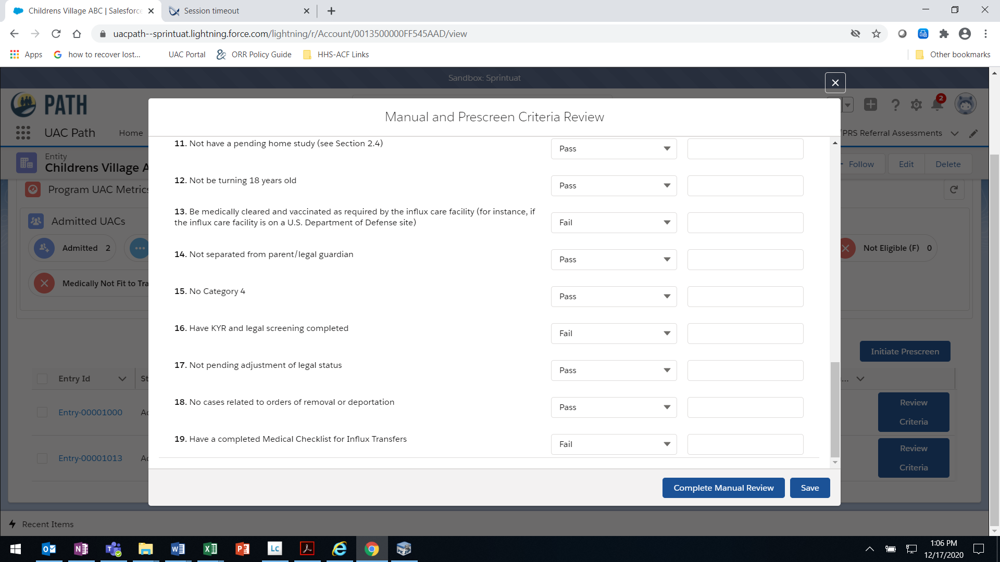 Childrens Village ABC | Salesforce
Session timeout
uacpath--sprintuat.lightning.force.com/lightning/r/Account/0013500000FF545AAD/view
Apps
how to recover lost...
UAC Portal
ORR Policy Guide
HHS-ACF Links
Other bookmarks
Sandbox: Sprintuat
PATH
2
UAC Path
Home
PRS Referral Assessments
Entity
Childrens Village A
Follow
Edit
Delete
Program UAC Metrics
Admitted UACs
Admitted 2
Not Eligible (F) 0
Medically Not Fit to Tra
Manual and Prescreen Criteria Review
11. Not have a pending home study (see Section 2.4)
Pass
12. Not be turning 18 years old
Pass
13. Be medically cleared and vaccinated as required by the influx care facility (for instance, if
the influx care facility is on a U.S. Department of Defense site)
Fail
14. Not separated from parent/legal guardian
Pass
15. No Category 4
Pass
16. Have KYR and legal screening completed
Fail
17. Not pending adjustment of legal status
Pass
18. No cases related to orders of removal or deportation
Pass
19. Have a completed Medical Checklist for Influx Transfers
Fail
Complete Manual Review
Save
Initiate Prescreen
Entry Id
St
...
Entry-00001000
Ac
Review
Criteria
Entry-00001013
Ac
Review
Criteria
Recent Items
Lc
1:06 PM
12/17/2020